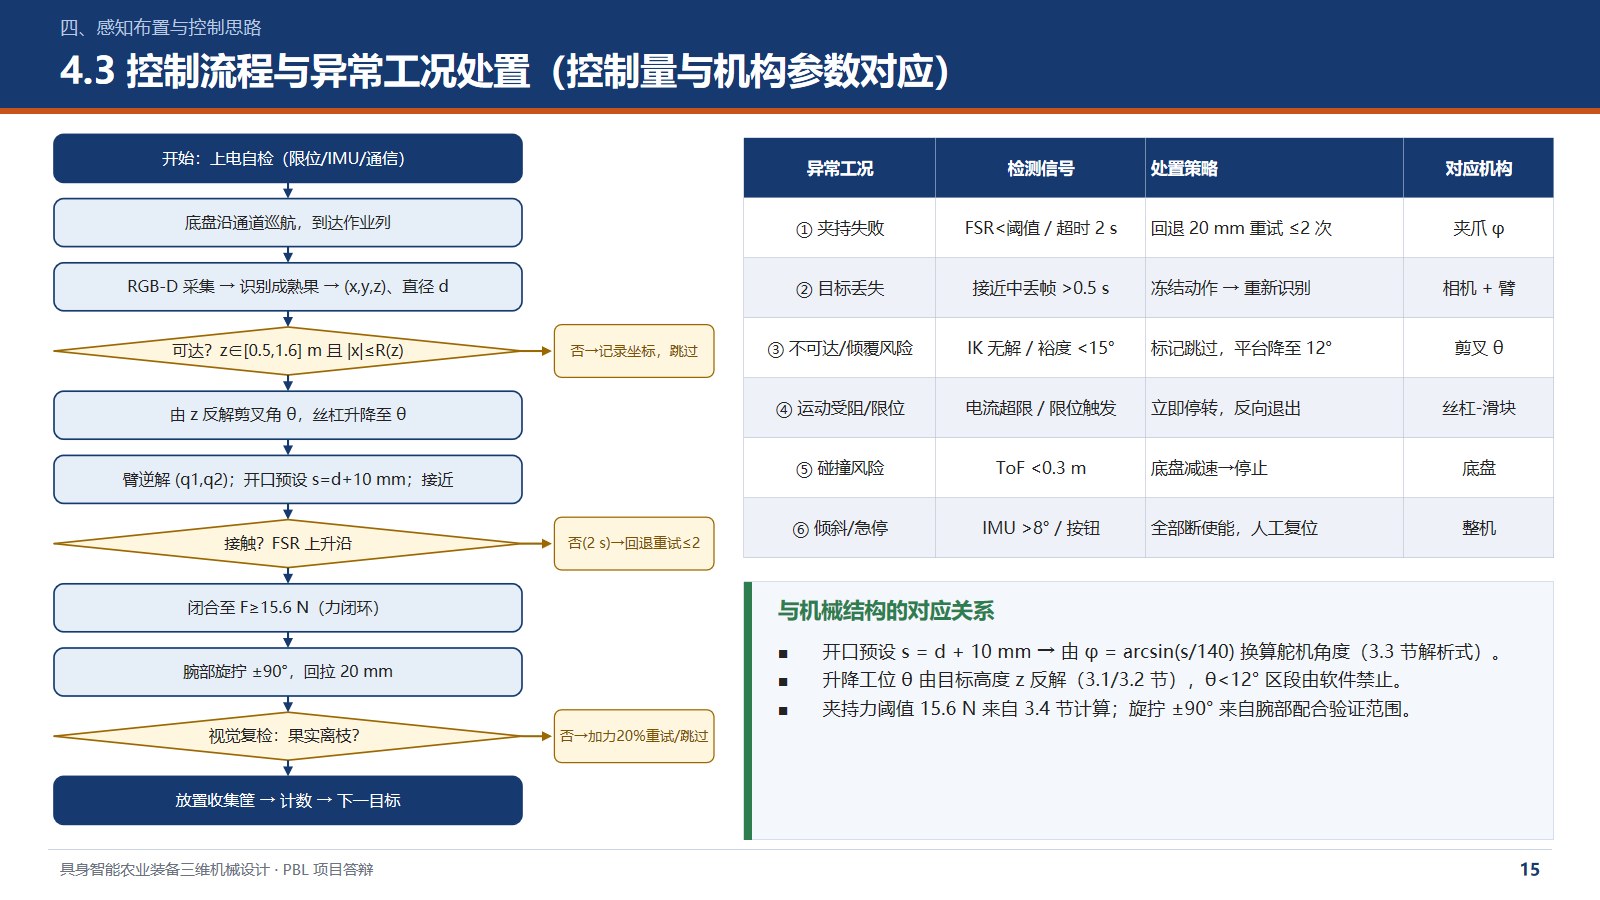 四、感知布置与控制思路
4.3 控制流程与异常工况处置（控制量与机构参数对应）
开始：上电自检（限位/IMU/通信）
底盘沿通道巡航，到达作业列
RGB-D 采集 → 识别成熟果 → (x,y,z)、直径 d
可达？z∈[0.5,1.6] m 且 |x|≤R(z)
否→记录坐标，跳过
由 z 反解剪叉角 θ，丝杠升降至 θ
臂逆解 (q1,q2)；开口预设 s=d+10 mm；接近
接触？FSR 上升沿
否(2 s)→回退重试≤2
闭合至 F≥15.6 N（力闭环）
腕部旋拧 ±90°，回拉 20 mm
视觉复检：果实离枝？
否→加力20%重试/跳过
放置收集筐 → 计数 → 下一目标
异常工况 检测信号 处置策略 对应机构
① 夹持失败 FSR<阈值 / 超时 2 s 回退 20 mm 重试 ≤2 次 夹爪 φ
② 目标丢失 接近中丢帧 >0.5 s 冻结动作 → 重新识别 相机 + 臂
③ 不可达/倾覆风险 IK 无解 / 裕度 <15° 标记跳过，平台降至 12° 剪叉 θ
④ 运动受阻/限位 电流超限 / 限位触发 立即停转，反向退出 丝杠-滑块
⑤ 碰撞风险 ToF <0.3 m 底盘减速→停止 底盘
⑥ 倾斜/急停 IMU >8° / 按钮 全部断使能，人工复位 整机
与机械结构的对应关系
■ 开口预设 s = d + 10 mm → 由 φ = arcsin(s/140) 换算舵机角度（3.3 节解析式）。
■ 升降工位 θ 由目标高度 z 反解（3.1/3.2 节），θ<12° 区段由软件禁止。
■ 夹持力阈值 15.6 N 来自 3.4 节计算；旋拧 ±90° 来自腕部配合验证范围。
具身智能农业装备三维机械设计 · PBL 项目答辩
15